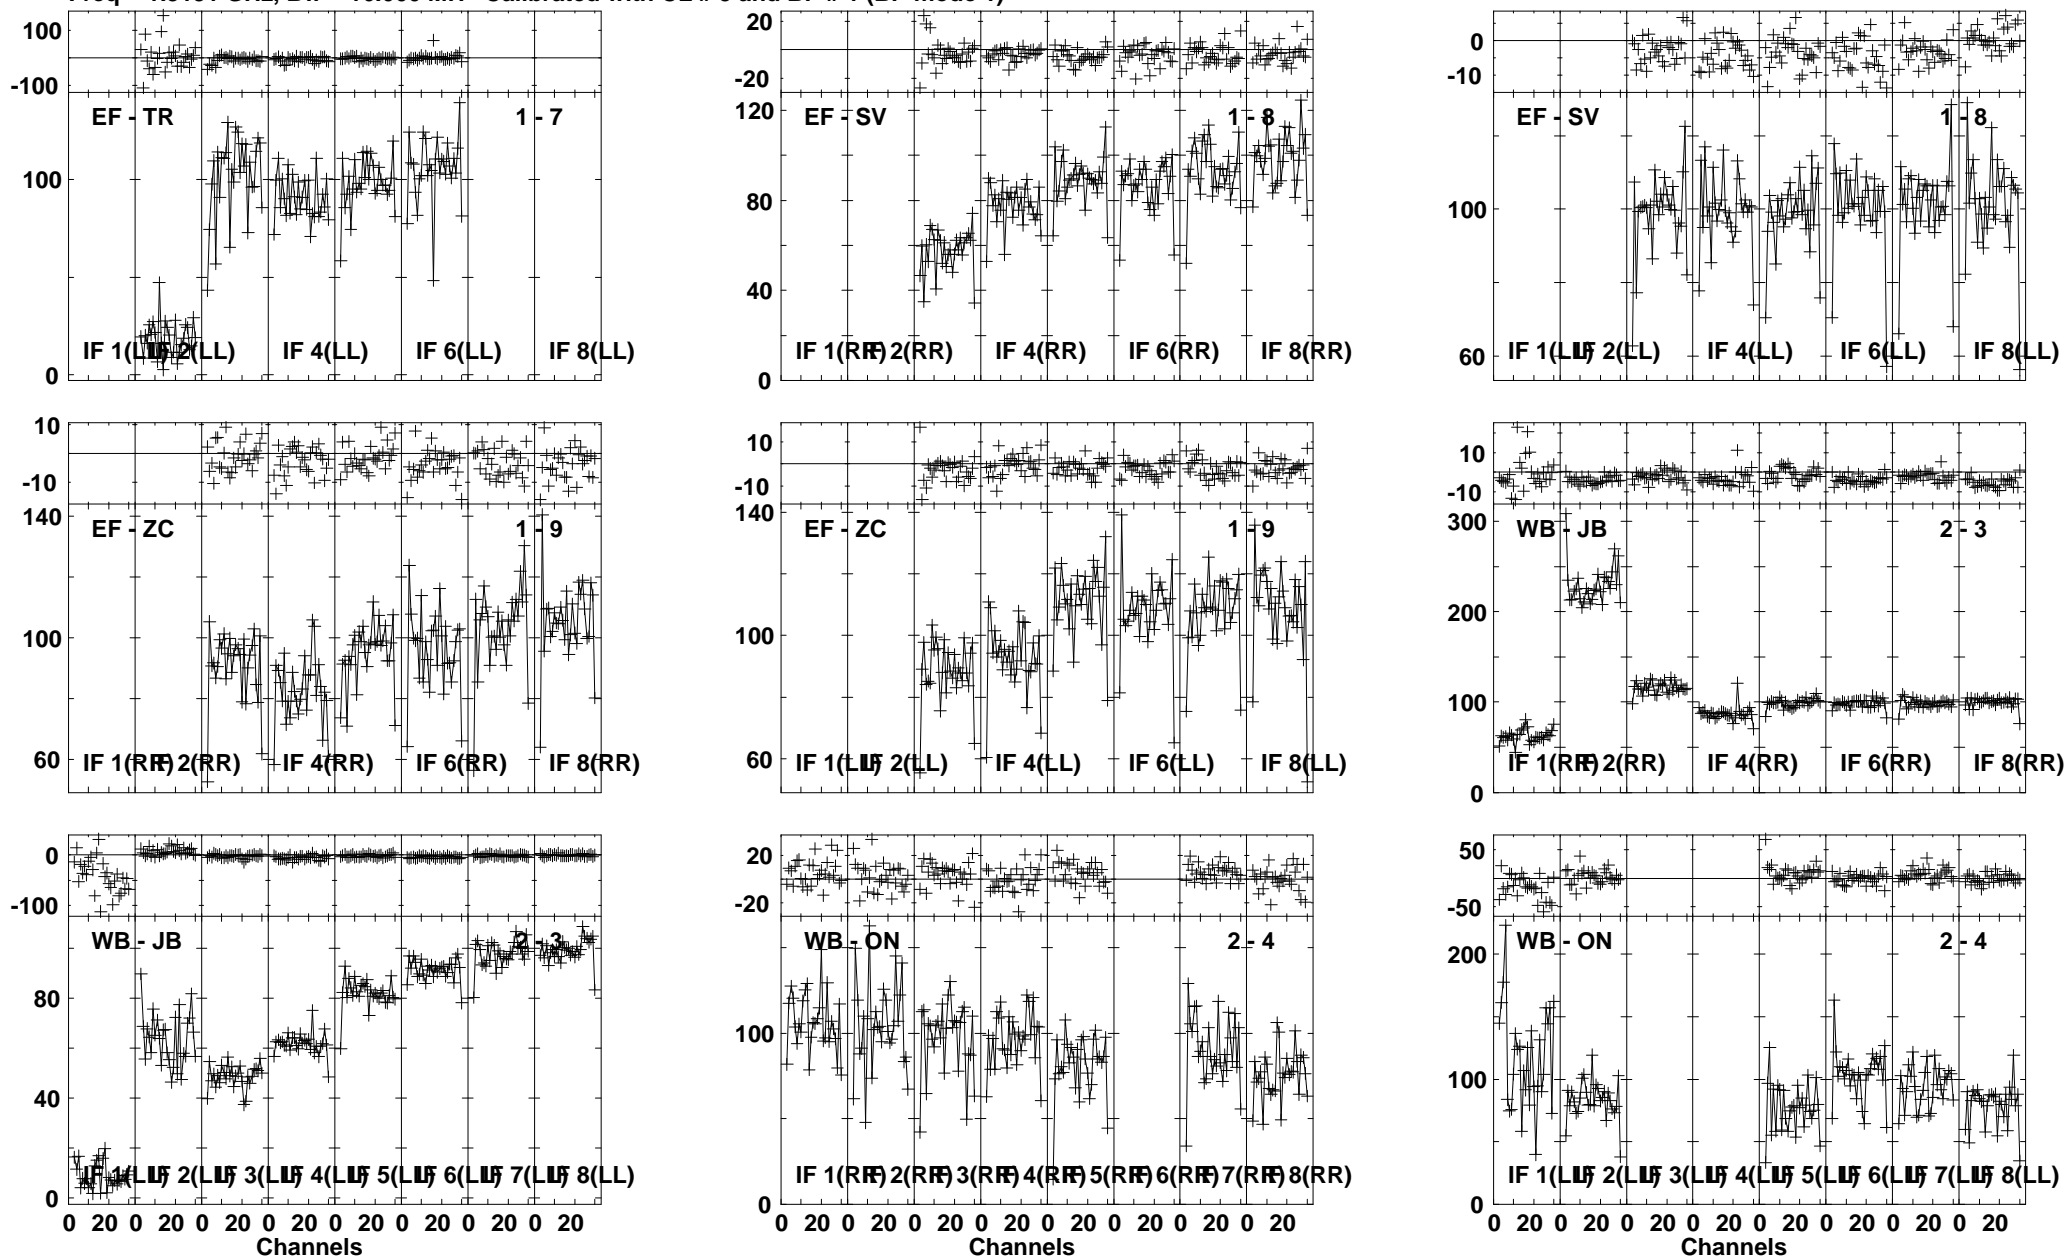 100
0
-100
EF - TR
1 - 7
100
0
IF 1(LL)
IF 2(LL)
IF 4(LL)
IF 6(LL)
IF 8(LL)
20
0
-20
EF - SV
1 - 8
120
80
40
0
IF 1(RR)
IF 2(RR)
IF 4(RR)
IF 6(RR)
IF 8(RR)
0
-10
EF - SV
1 - 8
100
60
IF 1(LL)
IF 2(LL)
IF 4(LL)
IF 6(LL)
IF 8(LL)
10
0
-10
EF - ZC
1 - 9
140
100
60
IF 1(RR)
IF 2(RR)
IF 4(RR)
IF 6(RR)
IF 8(RR)
10
0
-10
EF - ZC
1 - 9
140
100
60
IF 1(LL)
IF 2(LL)
IF 4(LL)
IF 6(LL)
IF 8(LL)
10
0
-10
WB - JB
2 - 3
300
200
100
0
IF 1(RR)
IF 2(RR)
IF 4(RR)
IF 6(RR)
IF 8(RR)
0
-100
WB - JB
2 - 3
80
40
0
IF 1(LL)
IF 2(LL)
IF 3(LL)
IF 4(LL)
IF 5(LL)
IF 6(LL)
IF 7(LL)
IF 8(LL)
0 20 0 20 0 20 0 20 0 20 0 20 0 20 0 20
Channels
20
0
-20
WB - ON
2 - 4
100
0
IF 1(RR)
IF 2(RR)
IF 3(RR)
IF 4(RR)
IF 5(RR)
IF 6(RR)
IF 7(RR)
IF 8(RR)
0 20 0 20 0 20 0 20 0 20 0 20 0 20 0 20
Channels
50
0
-50
WB - ON
2 - 4
200
100
0
IF 1(LL)
IF 2(LL)
IF 3(LL)
IF 4(LL)
IF 5(LL)
IF 6(LL)
IF 7(LL)
IF 8(LL)
0 20 0 20 0 20 0 20 0 20 0 20 0 20 0 20
Channels